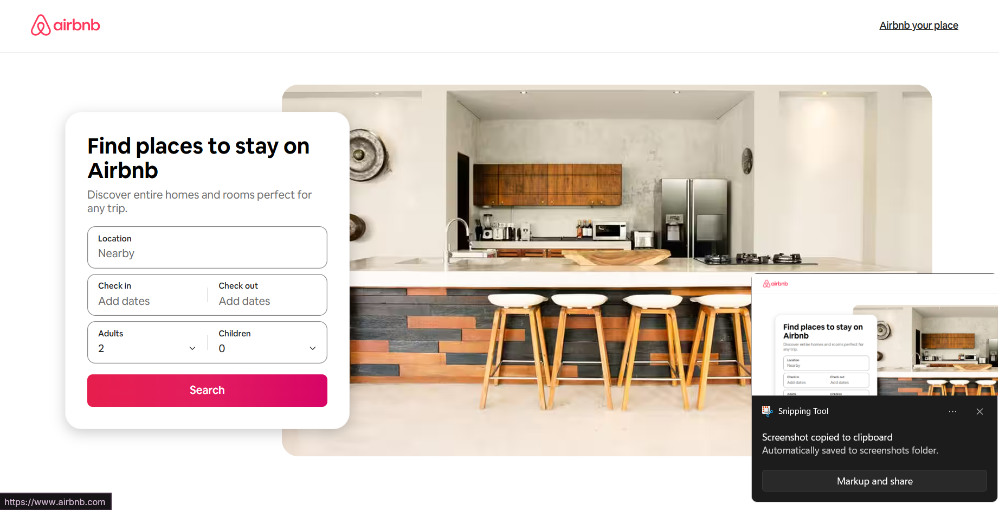 airbnb
Airbnb your place
Find places to stay on
Airbnb
Discover entire homes and rooms perfect for
any trip.
Location
Nearby
Check in
Add dates
Check out
Add dates
Adults
2
Children
0
Search
airbnb
Find places to stay on
Airbnb
Discover entire homes and rooms perfect for
any trip.
Location
Nearby
Check in
Add dates
Check out
Add dates
Adults
Children
Snipping Tool
Screenshot copied to clipboard
Automatically saved to screenshots folder.
Markup and share
https://www.airbnb.com